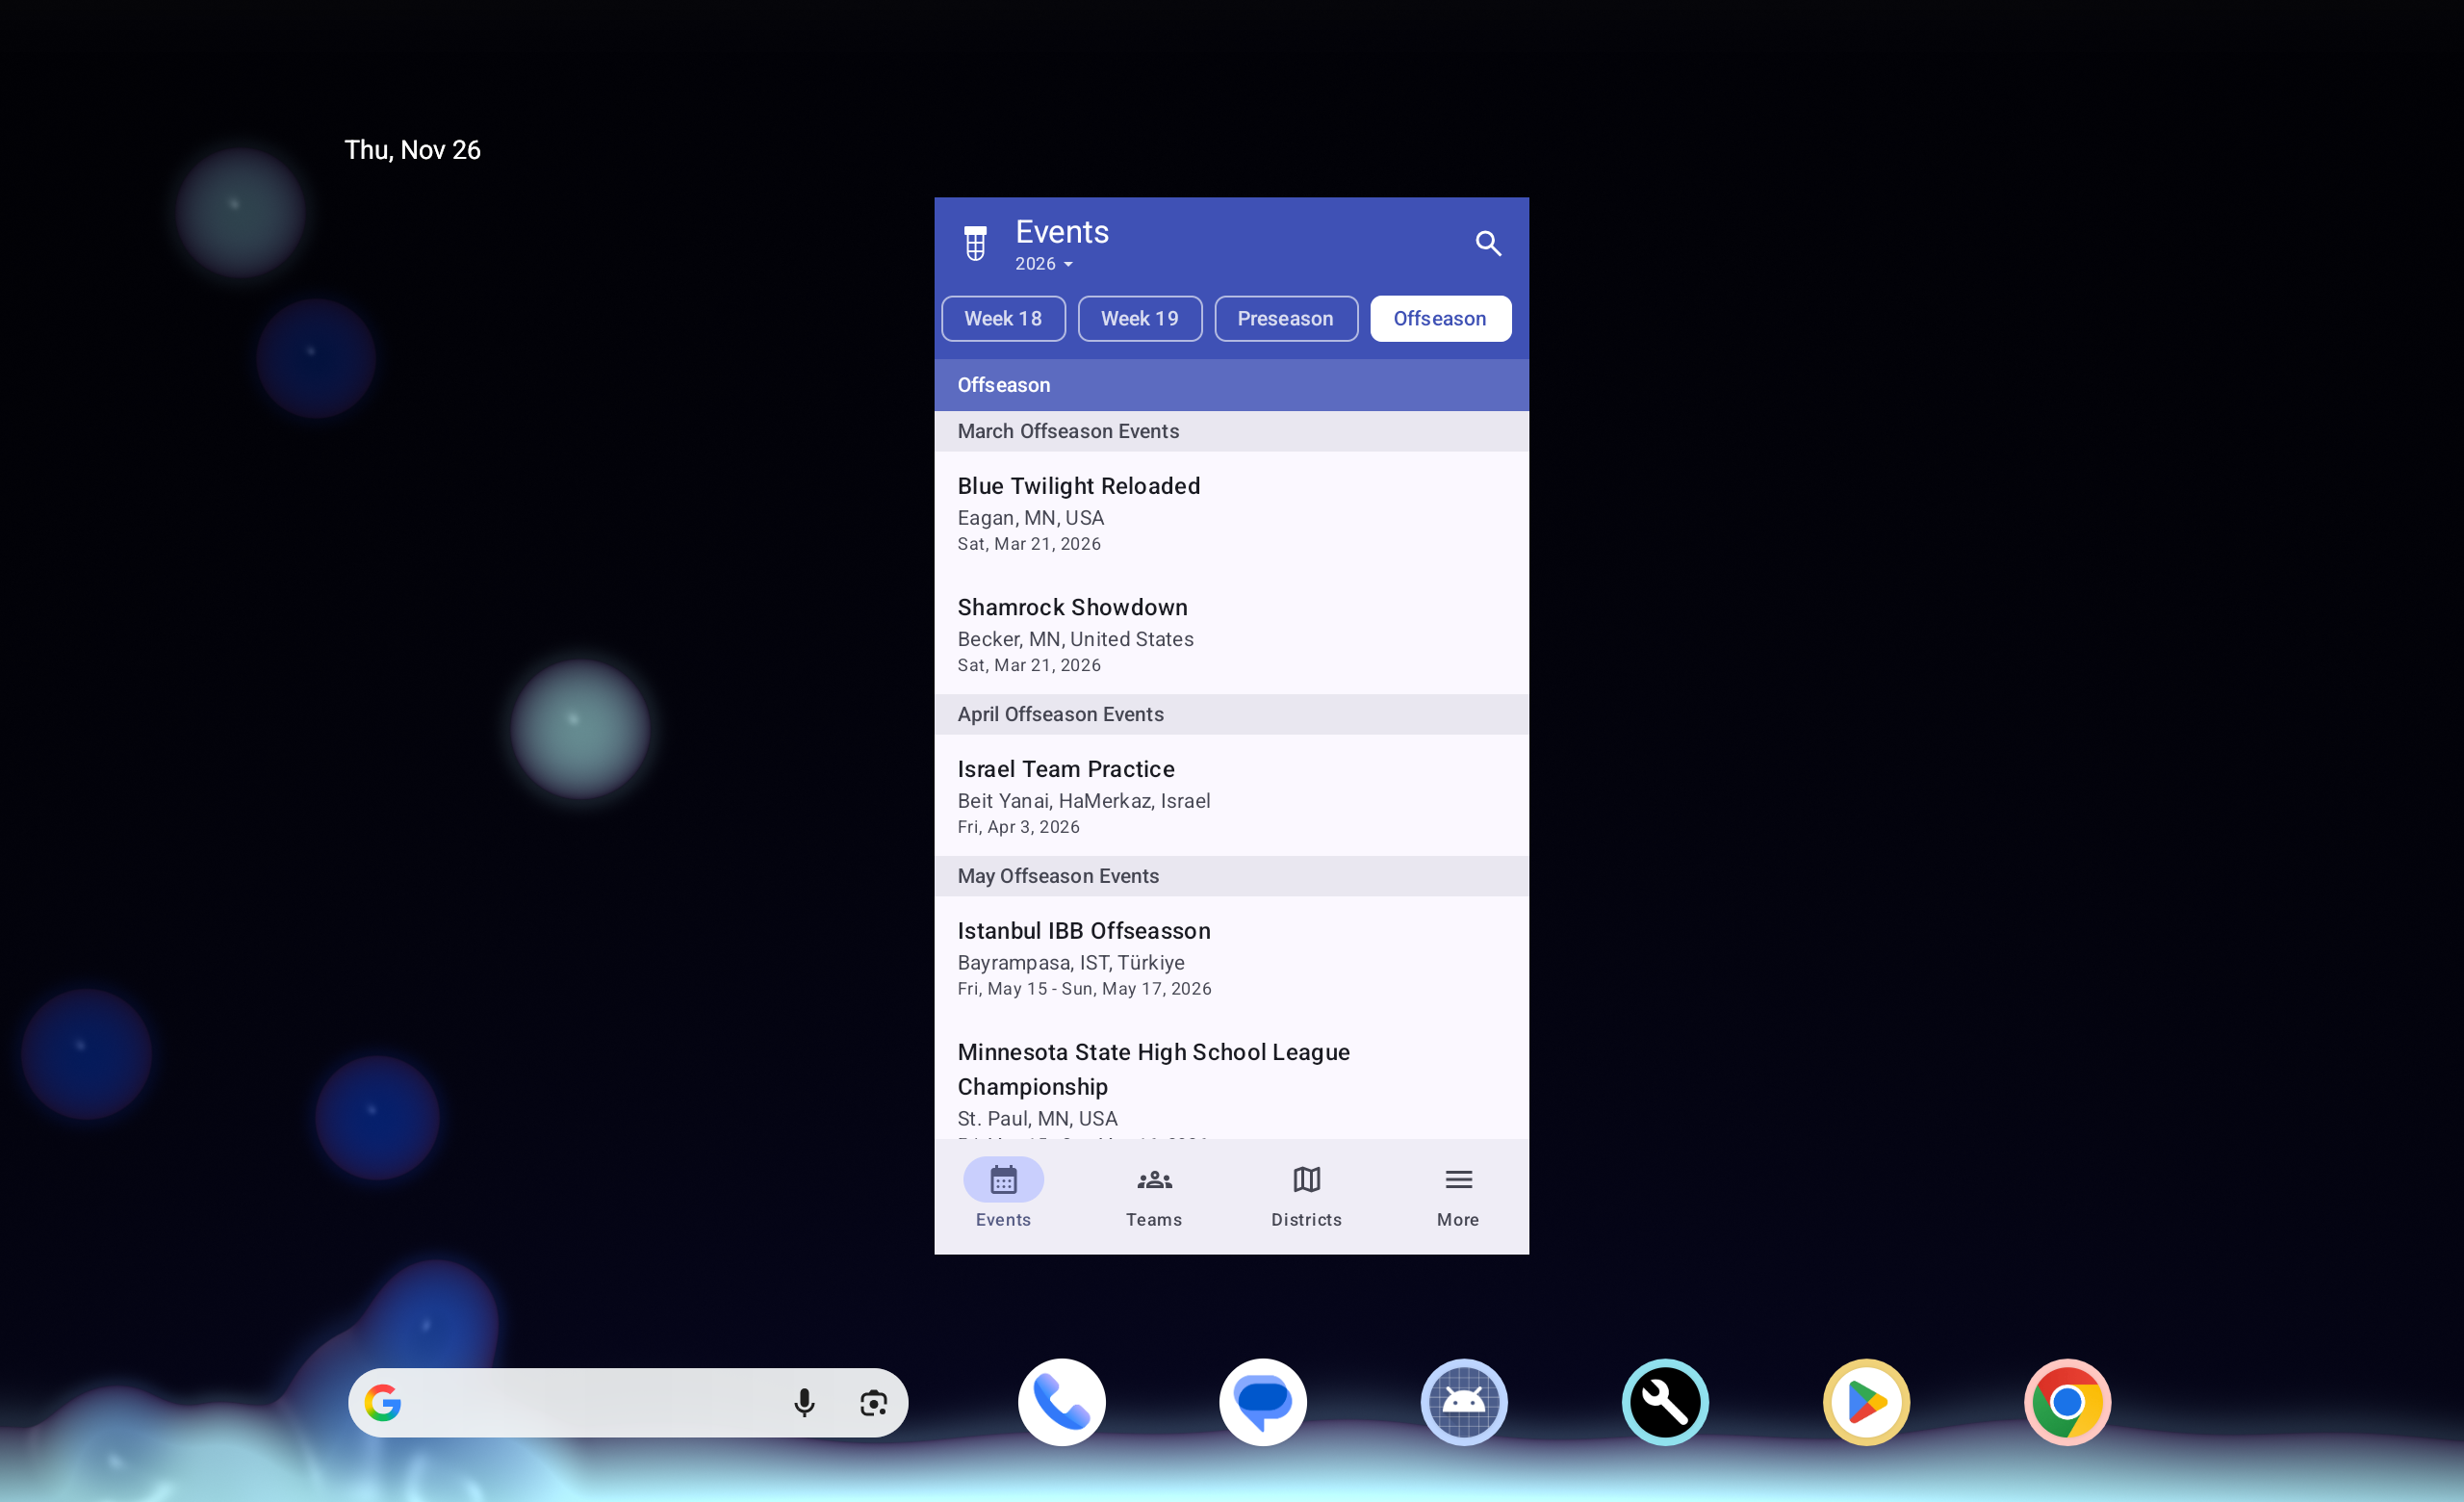 Thu, Nov 26
Events
2026
Week 18
Week 19
Preseason
Offseason
Offseason
March Offseason Events
Blue Twilight Reloaded
Eagan, MN, USA
Sat, Mar 21, 2026
Shamrock Showdown
Becker, MN, United States
Sat, Mar 21, 2026
April Offseason Events
Israel Team Practice
Beit Yanai, HaMerkaz, Israel
Fri, Apr 3, 2026
May Offseason Events
Istanbul IBB Offseasson
Bayrampasa, IST, Türkiye
Fri, May 15 - Sun, May 17, 2026
Minnesota State High School League
Championship
St. Paul, MN, USA
Events
Teams
Districts
More